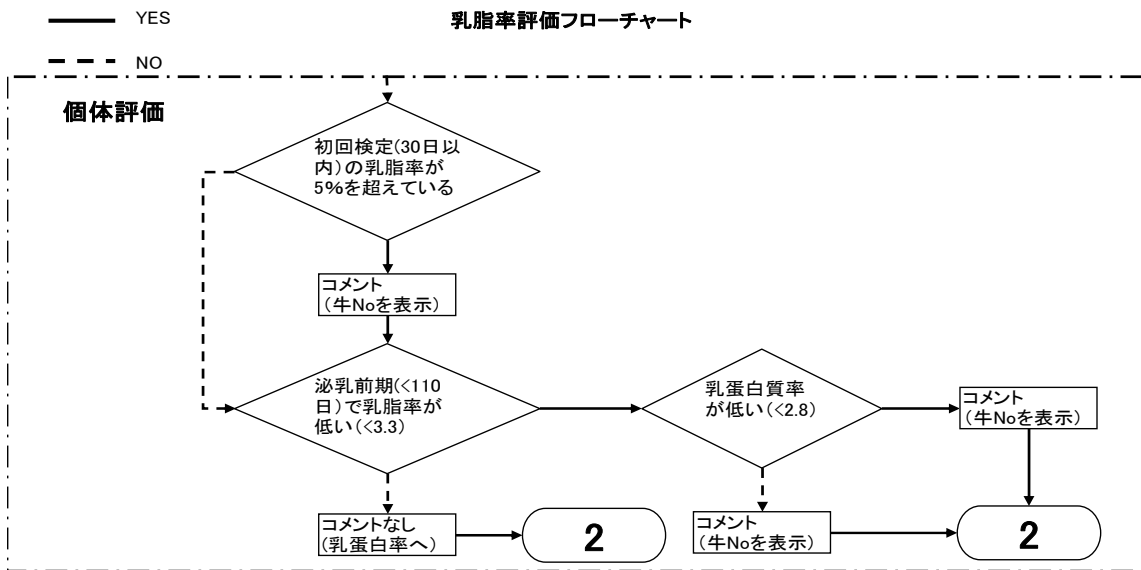 YES
乳脂率評価フローチャート
NO
個体評価
初回検定(30日以
内)の乳脂率が
5%を超えている
コメント
(牛Noを表示)
泌乳前期(<110
日)で乳脂率が
低い(<3.3)
乳蛋白質率
が低い(<2.8)
コメント
(牛Noを表示)
コメントなし
(乳蛋白率へ)
2
コメント
(牛Noを表示)
2